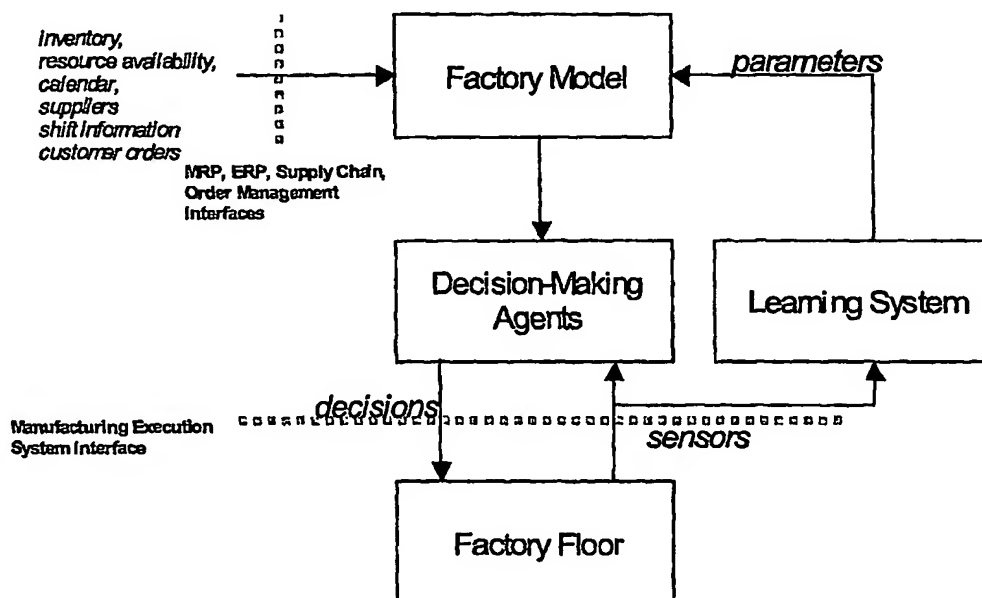 inventory,
resource availability,
calendar,
suppliers
shift information
customer orders
MRP, ERP, Supply Chain,
Order Management
Interfaces
Factory Model
parameters
Decision-Making
Agents
Learning System
decisions
Manufacturing Execution
System Interface
sensors
Factory Floor